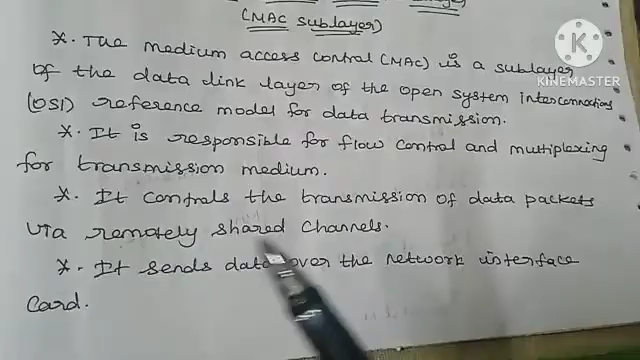 (MAC sublayer)
*. The medium access control (MAC) is a sublayer
of the data link layer of the open system interconnections
(OSI) reference model for data transmission.
*. It is responsible for flow control and multiplexing
for transmission medium.
*. It controls the transmission of data packets
via remotely shared channels.
*. It sends data over the network interface
card.
KINEMASTER